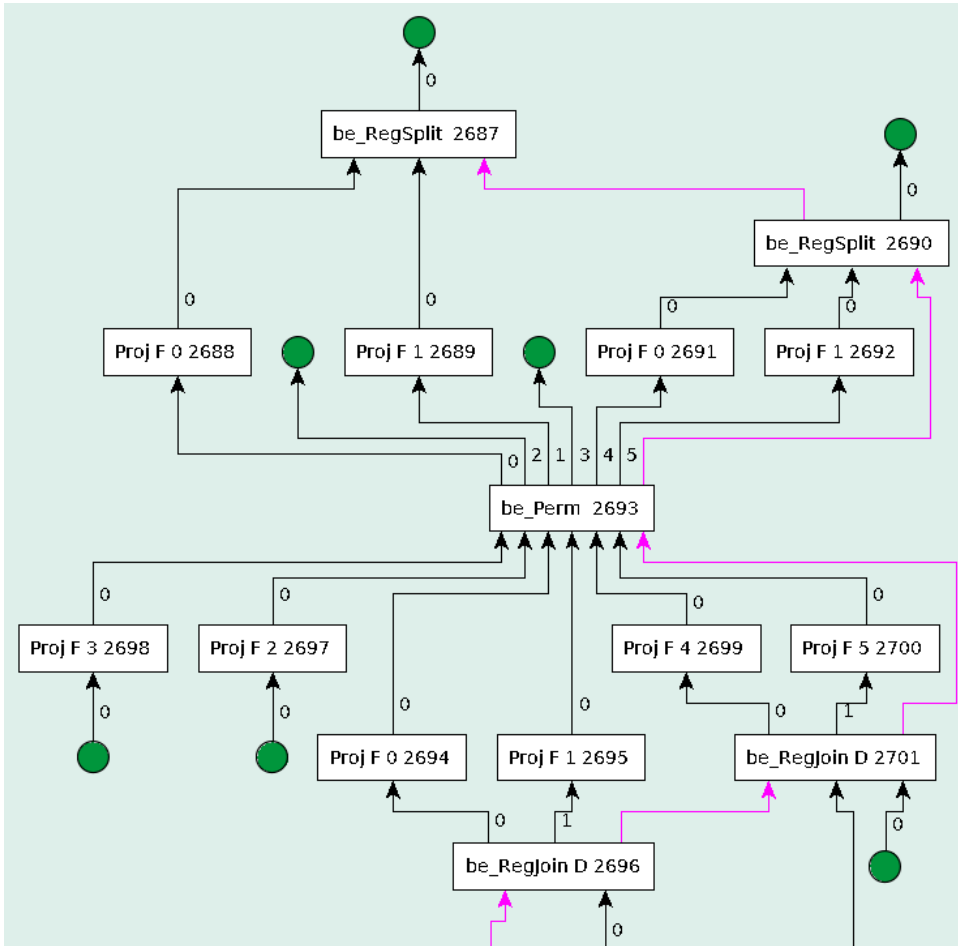 0
be_RegSplit 2687
0
be_RegSplit 2690
0
0
0
0
Proj F 0 2688
Proj F 1 2689
Proj F 0 2691
Proj F 1 2692
0
2
1
3
4
5
be_Perm 2693
0
0
0
0
Proj F 3 2698
Proj F 2 2697
Proj F 4 2699
Proj F 5 2700
0
0
0
0
0
1
Proj F 0 2694
Proj F 1 2695
be_RegJoin D 2701
0
1
0
be_RegJoin D 2696
0